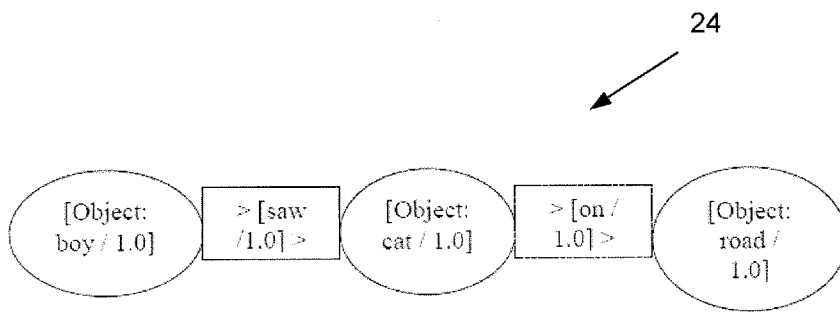 24
[Object:
boy / 1.0]
> [saw
/1.0] >
[Object:
cat / 1.0]
> [on /
1.0] >
[Object:
road /
1.0]